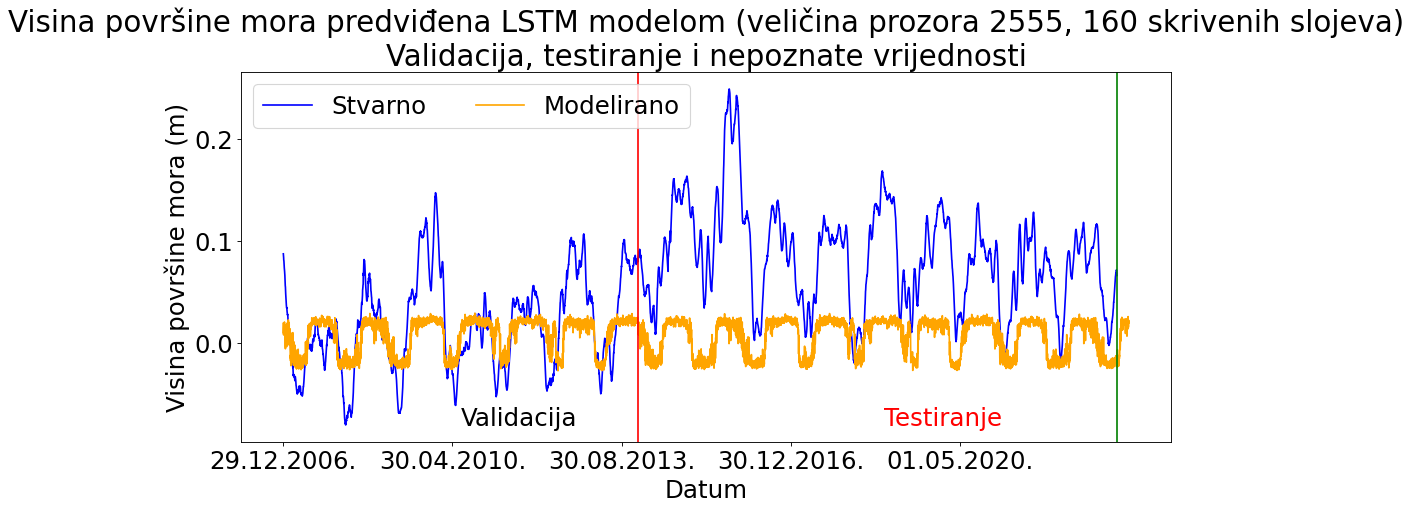 Visina površine mora predviđena LSTM modelom (veličina prozora 2555, 160 skrivenih slojeva)
Validacija, testiranje i nepoznate vrijednosti
Stvarno
Modelirano
Visina površine mora (m)
0.2
0.1
0.0
Validacija
Testiranje
29.12.2006.
30.04.2010.
30.08.2013.
30.12.2016.
01.05.2020.
Datum